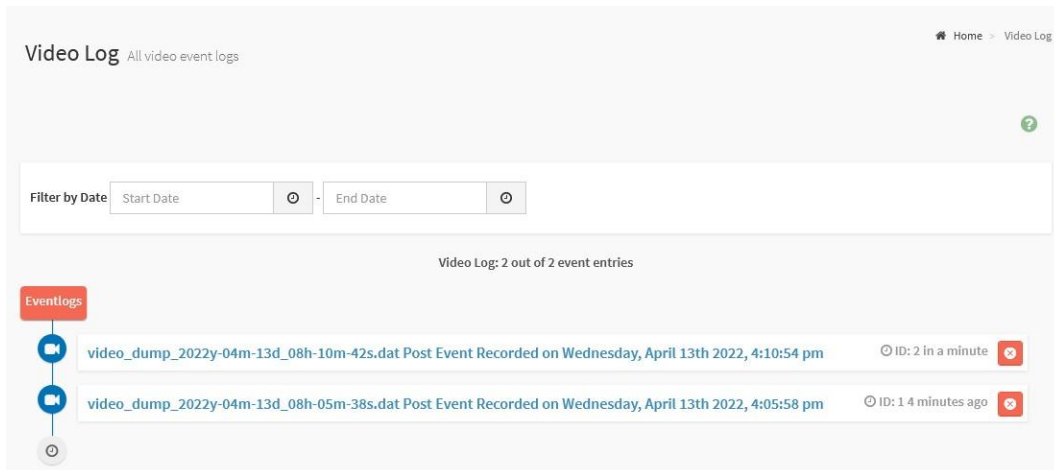 Home > Video Log
Video Log All video event logs
Filter by Date Start Date - End Date
Video Log: 2 out of 2 event entries
Eventlogs
video_dump_2022y-04m-13d_08h-10m-42s.dat Post Event Recorded on Wednesday, April 13th 2022, 4:10:54 pm ID: 2 in a minute
video_dump_2022y-04m-13d_08h-05m-38s.dat Post Event Recorded on Wednesday, April 13th 2022, 4:05:58 pm ID: 1 4 minutes ago